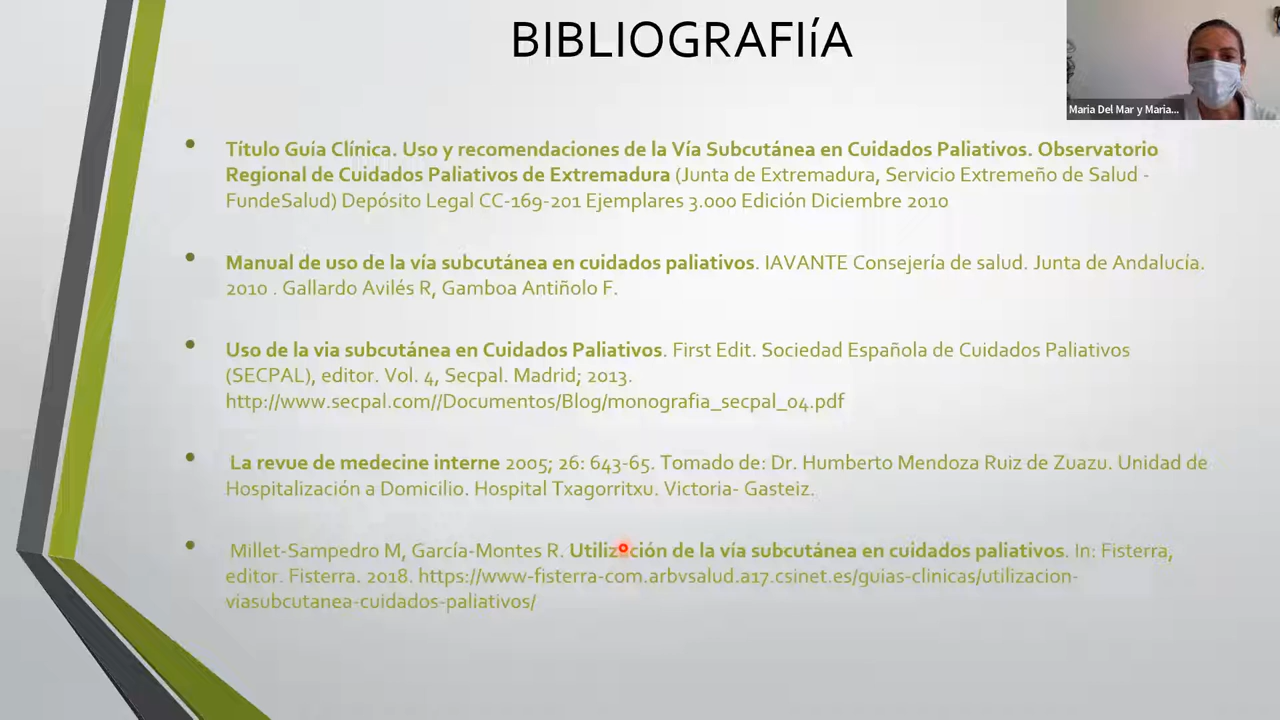 BIBLIOGRAFIíA
Maria Del Mar y Maria...
Título Guía Clínica. Uso y recomendaciones de la Vía Subcutánea en Cuidados Paliativos. Observatorio
Regional de Cuidados Paliativos de Extremadura (Junta de Extremadura, Servicio Extremeño de Salud -
FundeSalud) Depósito Legal CC-169-201 Ejemplares 3.000 Edición Diciembre 2010
Manual de uso de la vía subcutánea en cuidados paliativos. IAVANTE Consejería de salud. Junta de Andalucía.
2010 . Gallardo Avilés R, Gamboa Antiñolo F.
Uso de la via subcutánea en Cuidados Paliativos. First Edit. Sociedad Española de Cuidados Paliativos
(SECPAL), editor. Vol. 4, Secpal. Madrid; 2013.
http://www.secpal.com//Documentos/Blog/monografia_secpal_04.pdf
La revue de medecine interne 2005; 26: 643-65. Tomado de: Dr. Humberto Mendoza Ruiz de Zuazu. Unidad de
Hospitalización a Domicilio. Hospital Txagorritxu. Victoria- Gasteiz.
Millet-Sampedro M, García-Montes R. Utilización de la vía subcutánea en cuidados paliativos. In: Fisterra,
editor. Fisterra. 2018. https://www-fisterra-com.arbvsalud.a17.csinet.es/guias-clinicas/utilizacion-
viasubcutanea-cuidados-paliativos/